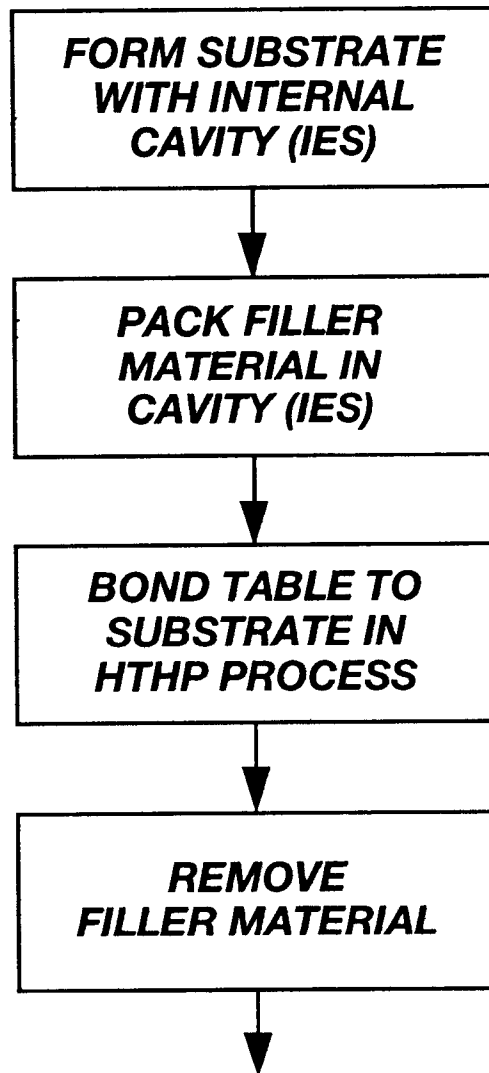 FORM SUBSTRATE
WITH INTERNAL
CAVITY (IES)
PACK FILLER
MATERIAL IN
CAVITY (IES)
BOND TABLE TO
SUBSTRATE IN
HTHP PROCESS
REMOVE
FILLER MATERIAL